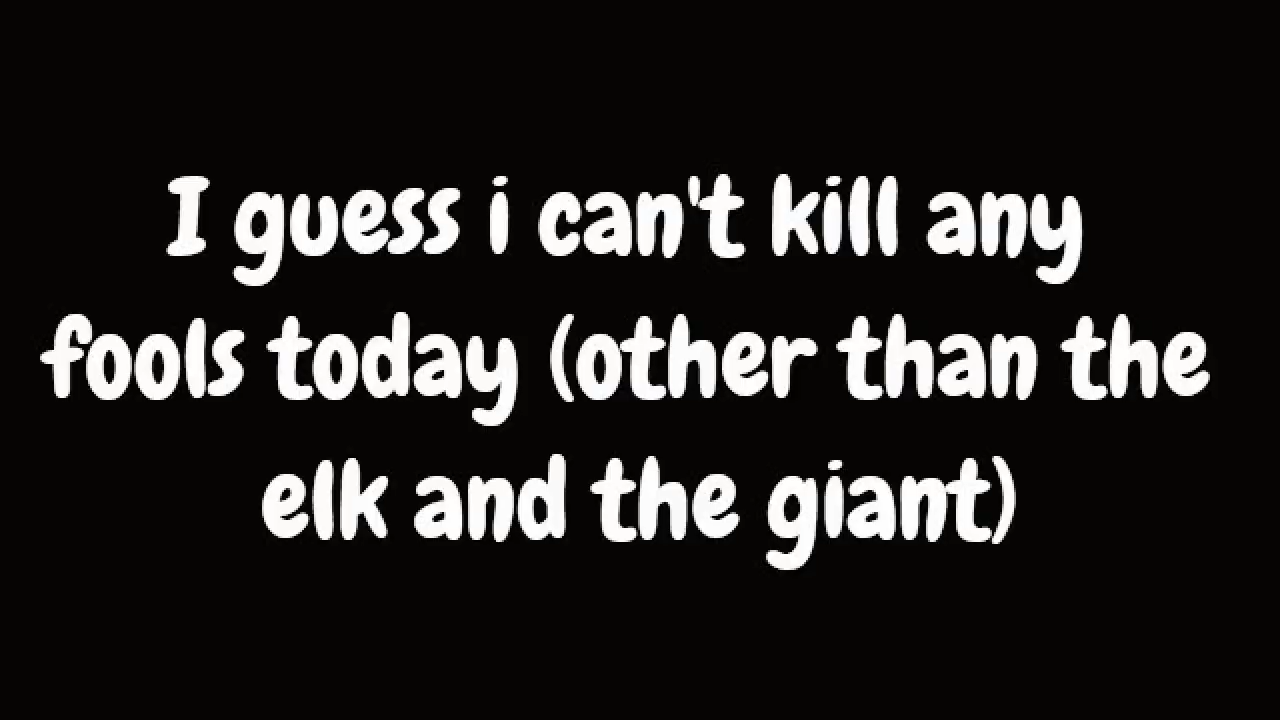 I guess i can't kill any
fools today (other than the
elk and the giant)